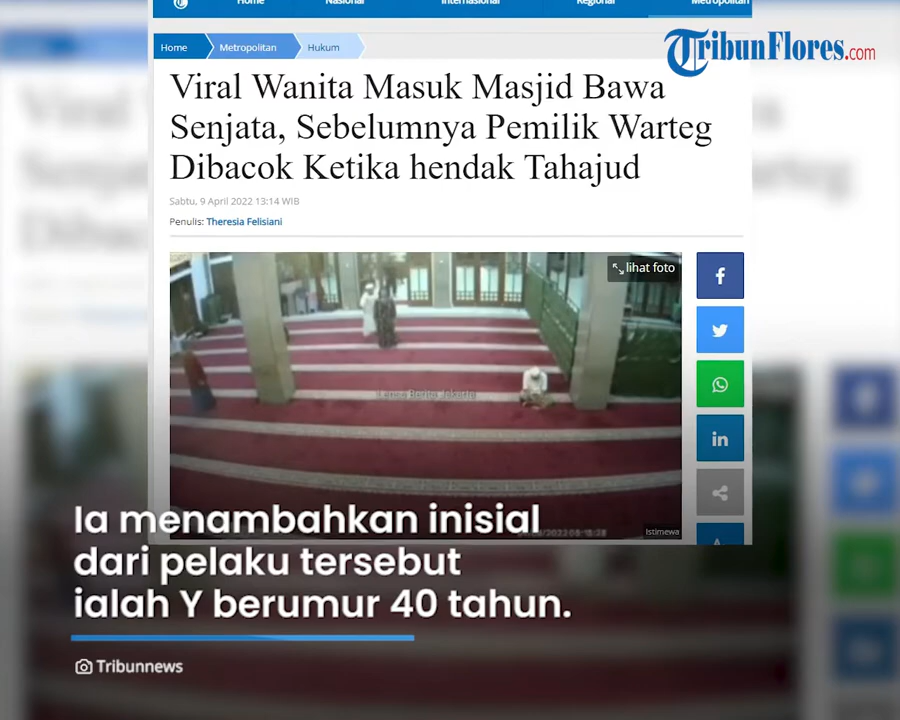 Home
Nasional
Internasional
Regional
Metropolitan
Home
Metropolitan
Hukum
TribunFlores.com
Viral Wanita Masuk Masjid Bawa
Senjata, Sebelumnya Pemilik Warteg
Dibacok Ketika hendak Tahajud
Sabtu, 9 April 2022 13:14 WIB
Penulis: Theresia Felisiani
lihat foto
Istimewa
Ia menambahkan inisial
dari pelaku tersebut
ialah Y berumur 40 tahun.
Tribunnews